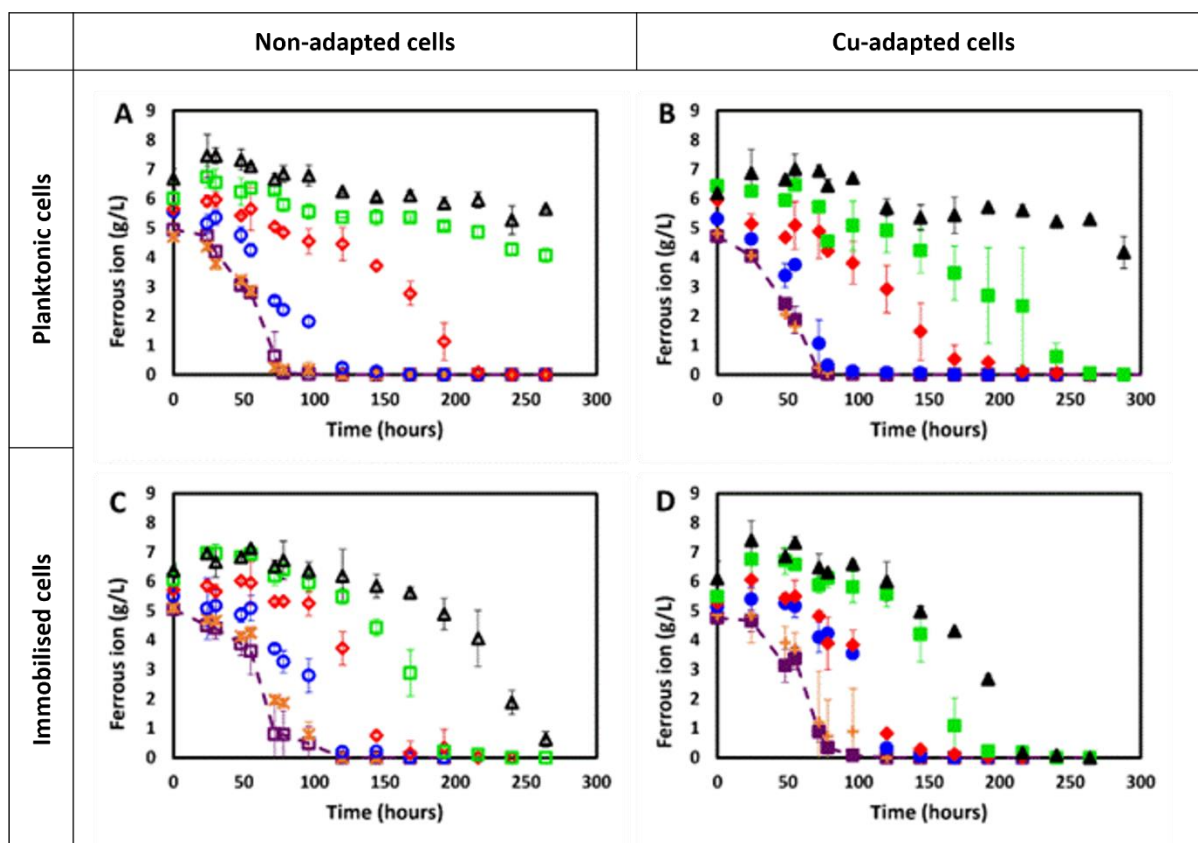 Non-adapted cells Cu-adapted cells
Planktonic cells
A
Ferrous ion (g/L)
9
8
7
6
5
4
3
2
1
0
0 50 100 150 200 250 300
Time (hours)
B
Ferrous ion (g/L)
9
8
7
6
5
4
3
2
1
0
0 50 100 150 200 250 300
Time (hours)
Immobilised cells
C
Ferrous ion (g/L)
9
8
7
6
5
4
3
2
1
0
0 50 100 150 200 250 300
Time (hours)
D
Ferrous ion (g/L)
9
8
7
6
5
4
3
2
1
0
0 50 100 150 200 250 300
Time (hours)